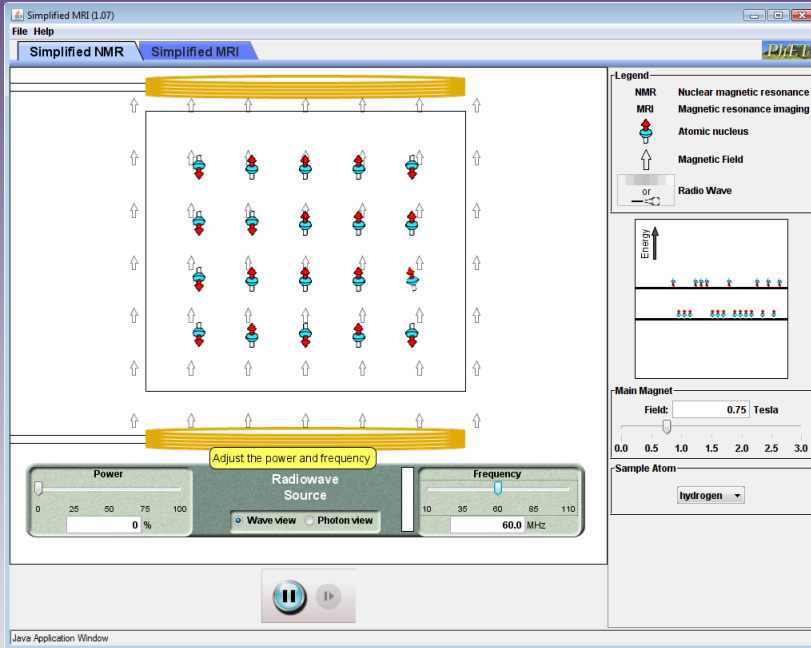 Simplified MRI (1.07)
File Help
Simplified NMR Simplified MRI
PhET
Legend
NMR Nuclear magnetic resonance
MRI Magnetic resonance imaging
Atomic nucleus
Magnetic Field
or Radio Wave
Energy
Main Magnet
Field: 0.75 Tesla
0.0 0.5 1.0 1.5 2.0 2.5 3.0
Sample Atom
hydrogen
Adjust the power and frequency
Power
0 25 50 75 100
0 %
Radiowave
Source
Wave view Photon view
Frequency
10 35 60 85 110
60.0 MHz
Java Application Window